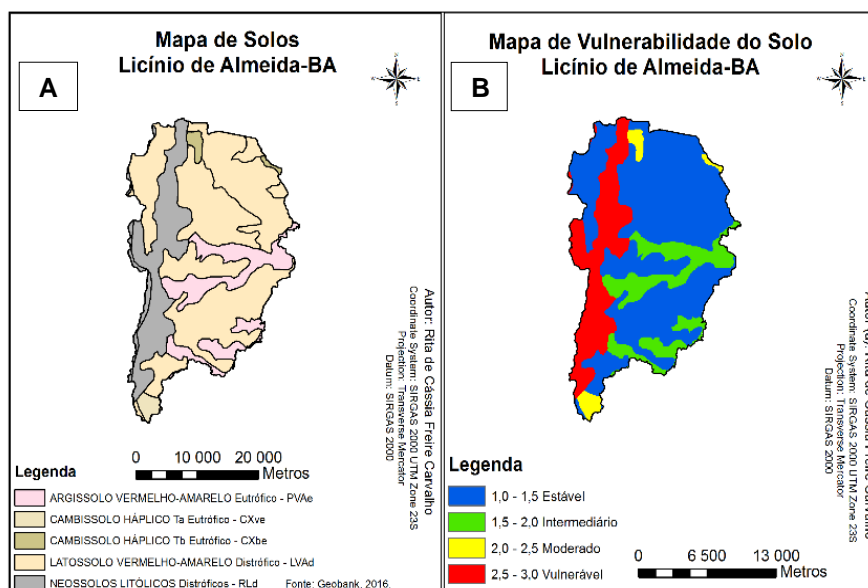 Mapa de Solos
Licínio de Almeida-BA
A
0 10 000 20 000
Metros
Legenda
ARGISSOLO VERMELHO-AMARELO Eutrófico - PVAe
CAMBISSOLO HÁPLICO Ta Eutrófico - CXve
CAMBISSOLO HÁPLICO Tb Eutrófico - CXbe
LATOSSOLO VERMELHO-AMARELO Distrófico - LVAd
NEOSSOLOS LITÓLICOS Distróficos - RLd
Fonte: Geobank, 2016.
Autor: Rita de Cássia Freire Carvalho
Coordinate System: SIRGAS 2000 UTM Zone 23S
Projection: Transverse Mercator
Datum: SIRGAS 2000
Mapa de Vulnerabilidade do Solo
Licínio de Almeida-BA
B
Legenda
1,0 - 1,5 Estável
1,5 - 2,0 Intermediário
2,0 - 2,5 Moderado
2,5 - 3,0 Vulnerável
0 6 500 13 000
Metros
Coordinate System: SIRGAS 2000 UTM Zone 23S
Projection: Transverse Mercator
Datum: SIRGAS 2000